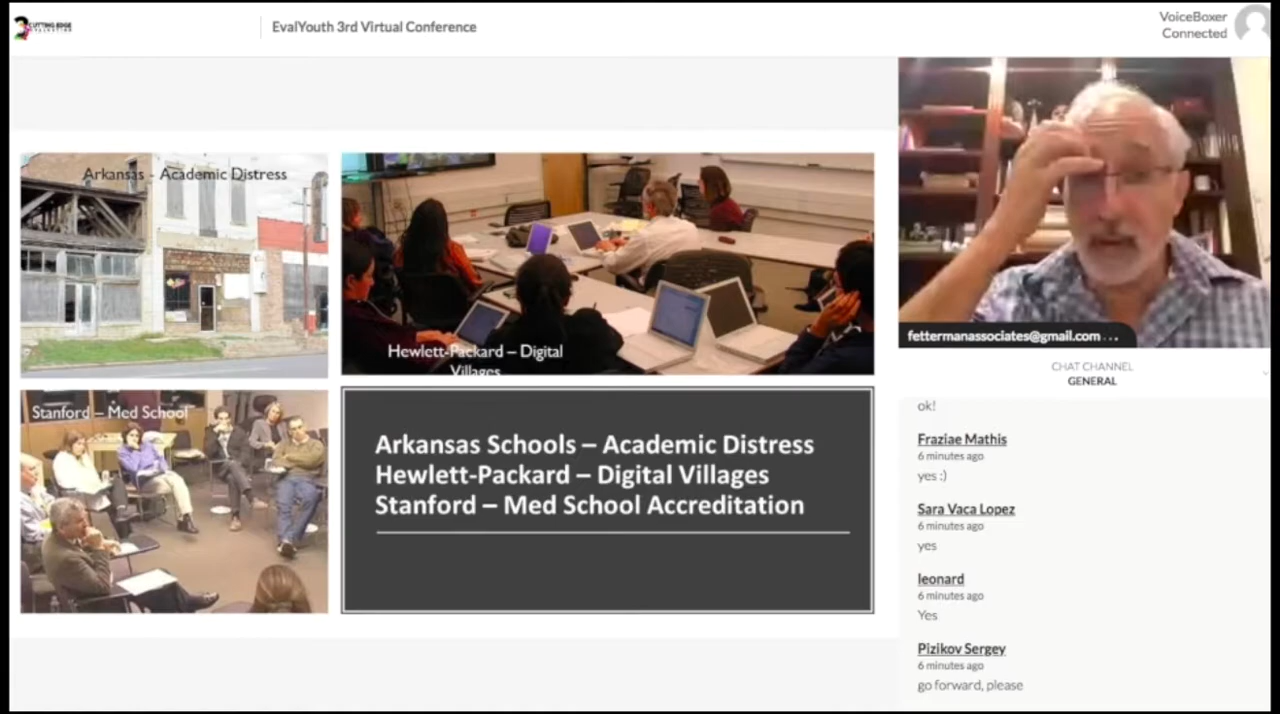 CUTTING EDGE
EvalYouth 3rd Virtual Conference
VoiceBoxer
Connected
Arkansas - Academic Distress
Hewlett-Packard – Digital
Villages
Stanford – Med School
Arkansas Schools – Academic Distress
Hewlett-Packard – Digital Villages
Stanford – Med School Accreditation
fettermanassociates@gmail.com . . .
CHAT CHANNEL
GENERAL
ok!
Fraziae Mathis
6 minutes ago
yes :)
Sara Vaca Lopez
6 minutes ago
yes
leonard
6 minutes ago
Yes
Pizikov Sergey
6 minutes ago
go forward, please